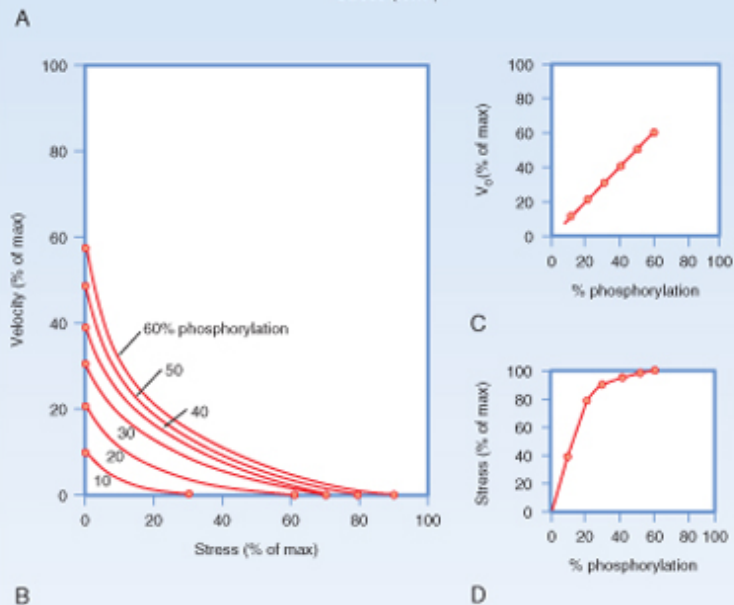 A
100
80
60
40
20
0
Velocity (% of max)
60% phosphorylation
50
40
30
20
10
0 20 40 60 80 100
Stress (% of max)
B
100
80
60
40
20
0
V0 (% of max)
0 20 40 60 80 100
% phosphorylation
C
100
80
60
40
20
0
Stress (% of max)
0 20 40 60 80 100
% phosphorylation
D